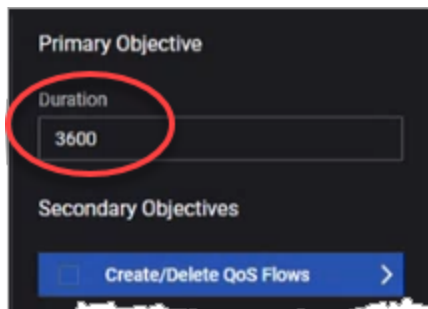 Primary Objective
Duration
3600
Secondary Objectives
Create/Delete QoS Flows